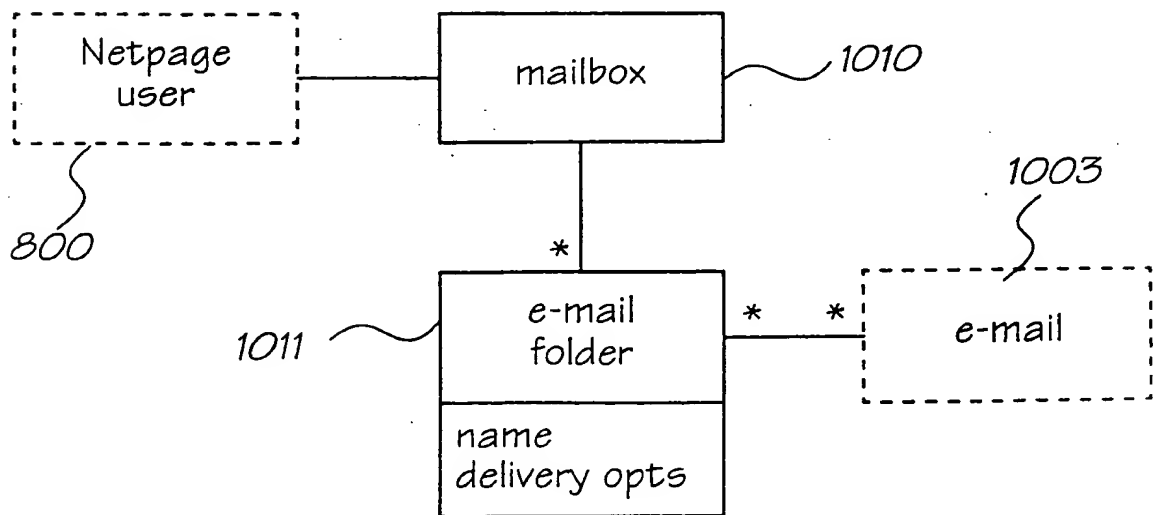 Netpage
user
mailbox
1010
800
1003
*
e-mail
folder
* *
e-mail
1011
name
delivery opts